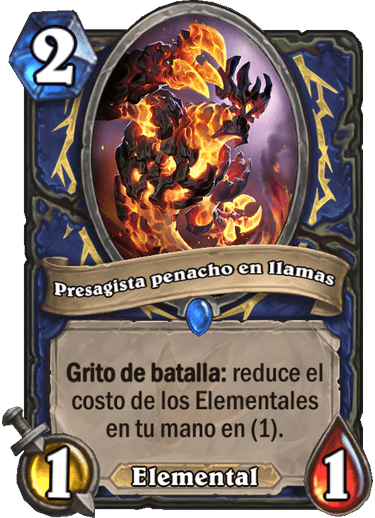 2
Presagista penacho en llamas
Grito de batalla: reduce el
costo de los Elementales
en tu mano en (1).
1
Elemental
1